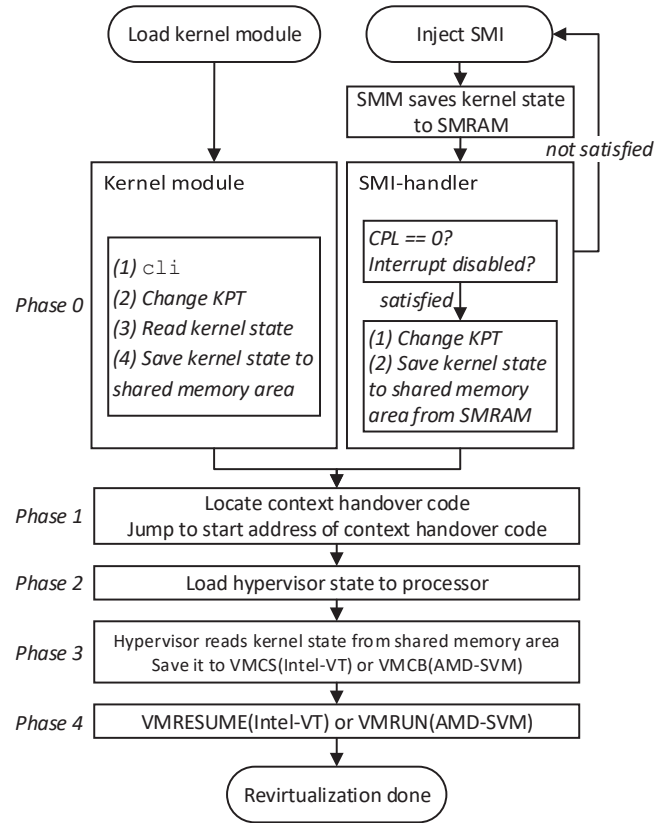 Load kernel module
Inject SMI
SMM saves kernel state
to SMRAM
not satisfied
Kernel module
SMI-handler
Phase 0
(1) cli
(2) Change KPT
(3) Read kernel state
(4) Save kernel state to
shared memory area
CPL == 0?
Interrupt disabled?
satisfied
(1) Change KPT
(2) Save kernel state
to shared memory
area from SMRAM
Phase 1
Locate context handover code
Jump to start address of context handover code
Phase 2
Load hypervisor state to processor
Phase 3
Hypervisor reads kernel state from shared memory area
Save it to VMCS(Intel-VT) or VMCB(AMD-SVM)
Phase 4
VMRESUME(Intel-VT) or VMRUN(AMD-SVM)
Revirtualization done